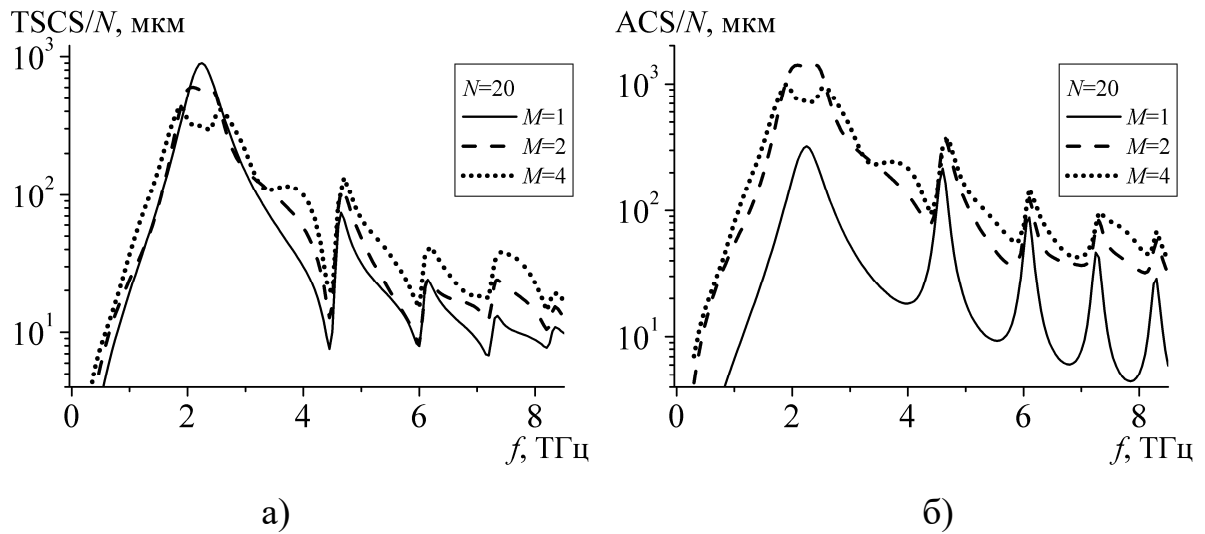 TSCS/N, мкм
10³
10²
10¹
N=20
M=1
M=2
M=4
0 2 4 6 8
f, ТГц
а)
ACS/N, мкм
10³
10²
10¹
N=20
M=1
M=2
M=4
0 2 4 6 8
f, ТГц
б)